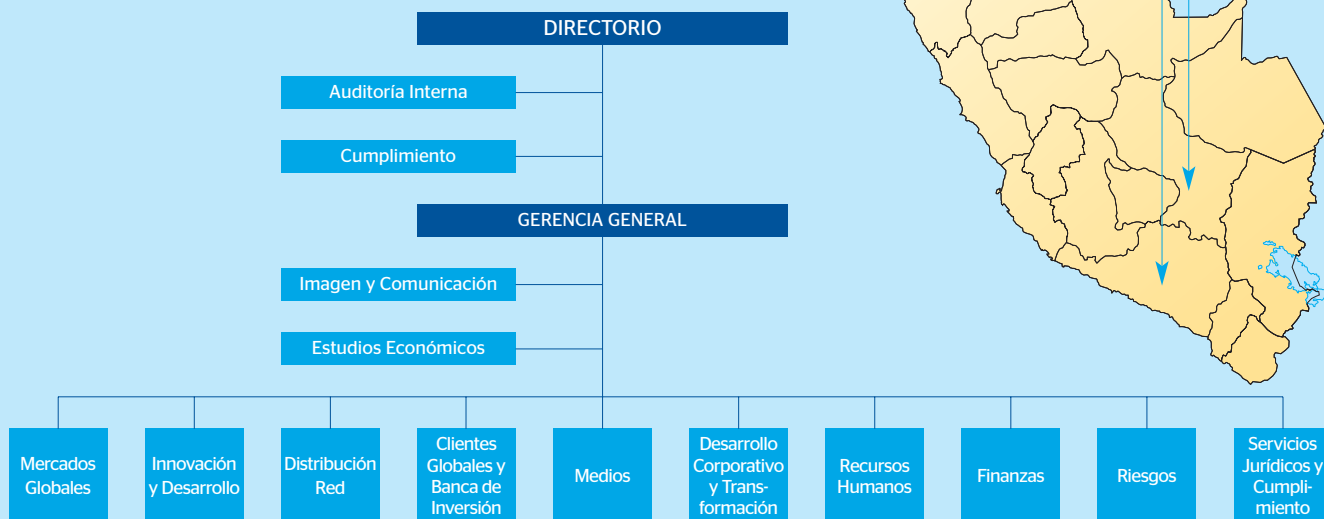 DIRECTORIO
Auditoría Interna
Cumplimiento
GERENCIA GENERAL
Imagen y Comunicación
Estudios Económicos
Mercados
Globales
Innovación
y Desarrollo
Distribución
Red
Clientes
Globales y
Banca de
Inversión
Medios
Desarrollo
Corporativo
y Trans-
formación
Recursos
Humanos
Finanzas
Riesgos
Servicios
Jurídicos y
Cumpli-
miento